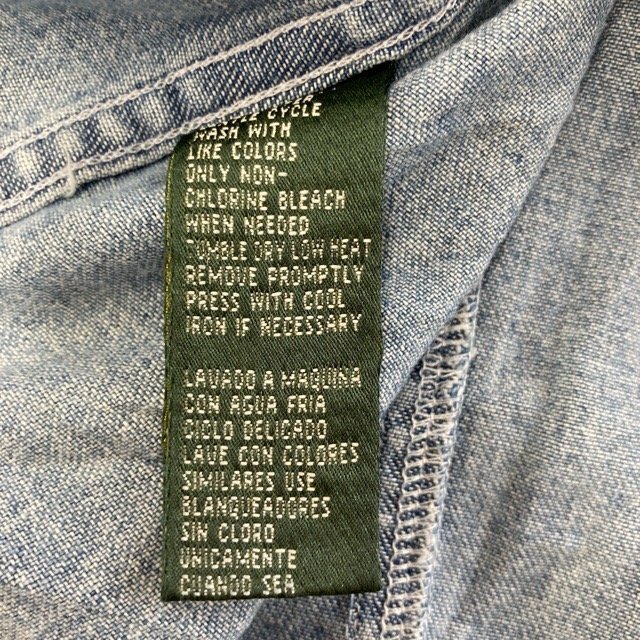 CYCLE
WASH WITH
LIKE COLORS
ONLY NON-
CHLORINE BLEACH
WHEN NEEDED
TUMBLE DRY LOW HEAT
REMOVE PROMPTLY
PRESS WITH COOL
IRON IF NECESSARY
LAVADO A MAQUINA
CON AGUA FRIA
CICLO DELICADO
LAVE CON COLORES
SIMILARES USE
BLANQUEADORES
SIN CLORO
UNICAMENTE
CUANDO SEA